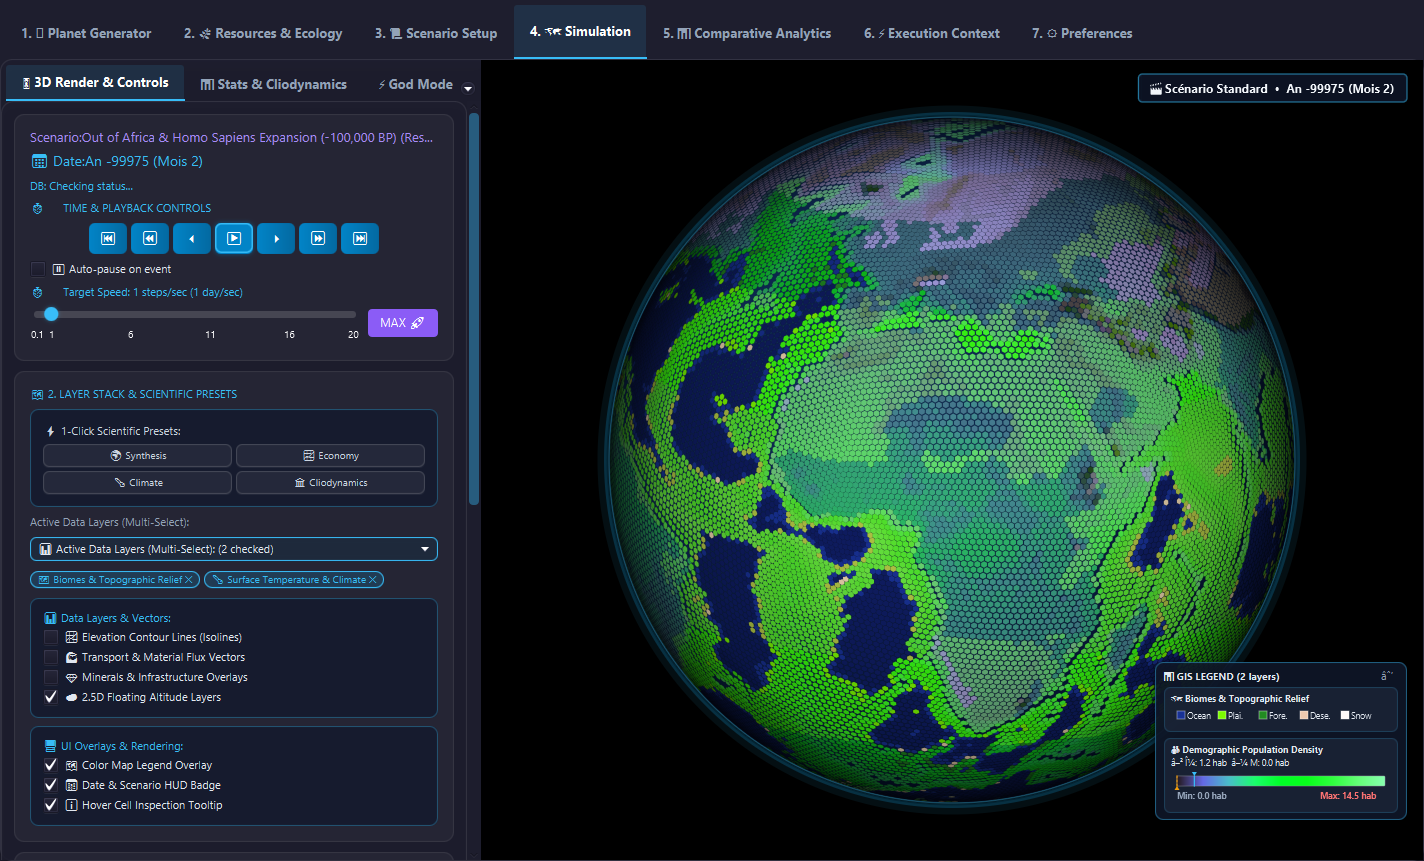 1. Planet Generator
2. Resources & Ecology
3. Scenario Setup
4. Simulation
5. Comparative Analytics
6. Execution Context
7. Preferences
3D Render & Controls
Stats & Cliodynamics
God Mode
Scenario:Out of Africa & Homo Sapiens Expansion (-100,000 BP) (Res...
Date:An -99975 (Mois 2)
DB: Checking status...
TIME & PLAYBACK CONTROLS
Auto-pause on event
Target Speed: 1 steps/sec (1 day/sec)
MAX
0.1 1 6 11 16 20
2. LAYER STACK & SCIENTIFIC PRESETS
1-Click Scientific Presets:
Synthesis
Economy
Climate
Cliodynamics
Active Data Layers (Multi-Select):
Active Data Layers (Multi-Select): (2 checked)
Biomes & Topographic Relief
Surface Temperature & Climate
Data Layers & Vectors:
Elevation Contour Lines (Isolines)
Transport & Material Flux Vectors
Minerals & Infrastructure Overlays
2.5D Floating Altitude Layers
UI Overlays & Rendering:
Color Map Legend Overlay
Date & Scenario HUD Badge
Hover Cell Inspection Tooltip
Scénario Standard • An -99975 (Mois 2)
GIS LEGEND (2 layers)
Biomes & Topographic Relief
Ocean Plai. Fore. Dese. Snow
Demographic Population Density
â–² Î¼: 1.2 hab â–¼ M: 0.0 hab
Min: 0.0 hab
Max: 14.5 hab